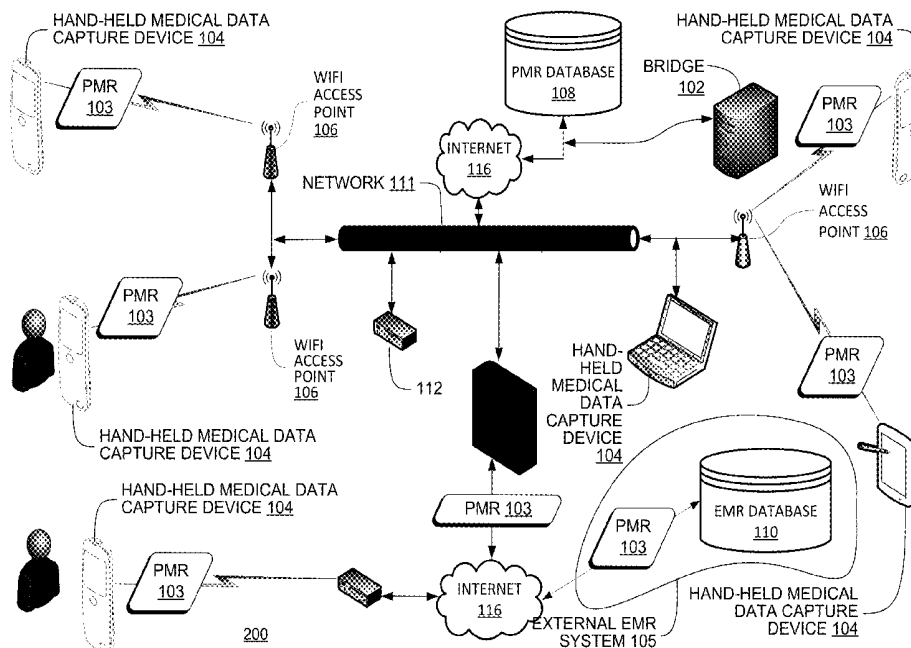 HAND-HELD MEDICAL DATA
CAPTURE DEVICE 104
PMR
103
WIFI
ACCESS
POINT
106
PMR DATABASE
108
BRIDGE
102
HAND-HELD MEDICAL DATA
CAPTURE DEVICE 104
PMR
103
INTERNET
116
NETWORK 111
WIFI
ACCESS
POINT 106
PMR
103
WIFI
ACCESS
POINT
106
112
HAND-HELD MEDICAL DATA
CAPTURE DEVICE 104
HAND-
HELD
MEDICAL
DATA
CAPTURE
DEVICE
104
PMR
103
HAND-HELD MEDICAL DATA
CAPTURE DEVICE
104
PMR
103
PMR 103
INTERNET
116
PMR
103
EMR DATABASE
110
EXTERNAL EMR
SYSTEM 105
HAND-HELD MEDICAL
DATA CAPTURE
DEVICE 104
200